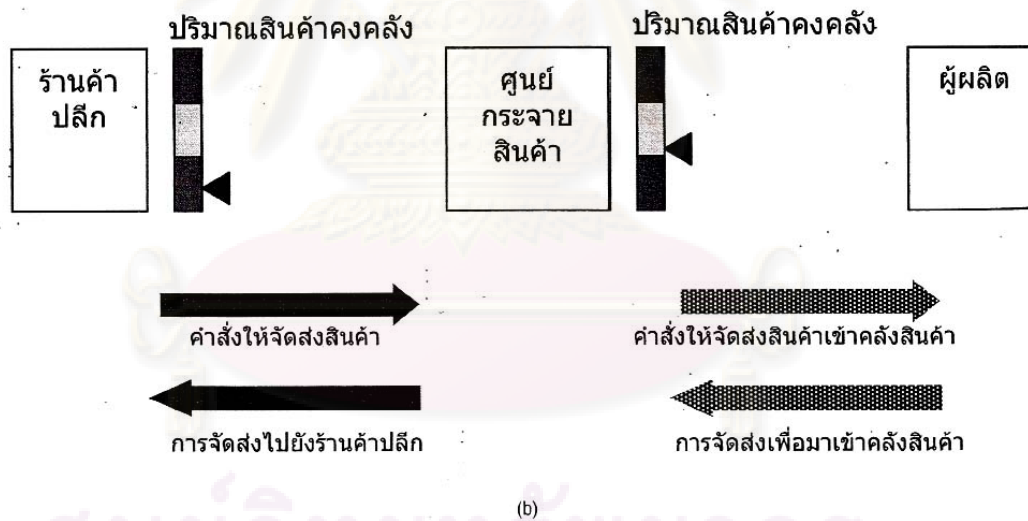 ปริมาณสินค้าคงคลัง
ปริมาณสินค้าคงคลัง
ร้านค้า
ปลีก
ศูนย์
กระจาย
สินค้า
ผู้ผลิต
คำสั่งให้จัดส่งสินค้า
คำสั่งให้จัดส่งสินค้าเข้าคลังสินค้า
การจัดส่งไปยังร้านค้าปลีก
การจัดส่งเพื่อมาเข้าคลังสินค้า
(b)